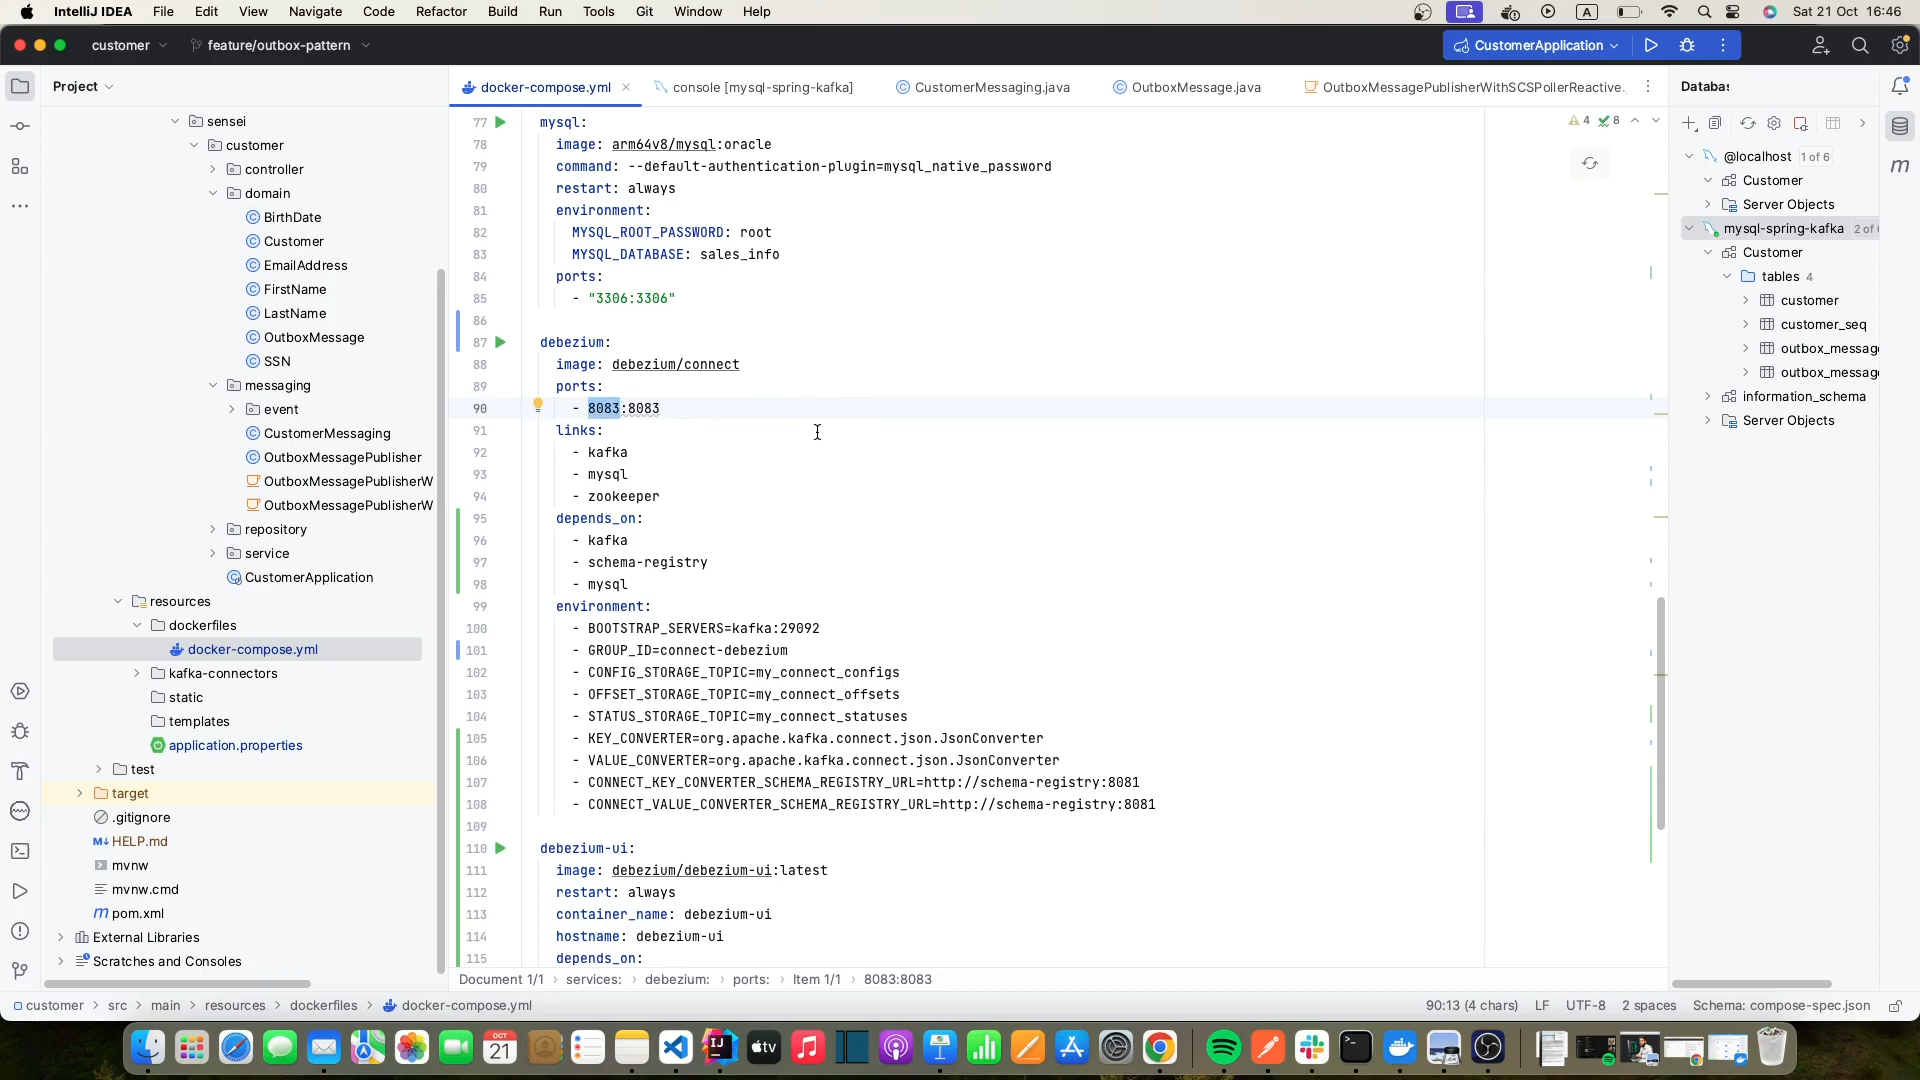 IntelliJ IDEA File Edit View Navigate Code Refactor Build Run Tools Git Window Help
A
Sat 21 Oct 16:46
customer
feature/outbox-pattern
CustomerApplication
Project
docker-compose.yml
console [mysql-spring-kafka]
CustomerMessaging.java
OutboxMessage.java
OutboxMessagePublisherWithSCSPollerReactive.
Databas
sensei
customer
controller
domain
BirthDate
Customer
EmailAddress
FirstName
LastName
OutboxMessage
SSN
messaging
event
CustomerMessaging
OutboxMessagePublisher
OutboxMessagePublisherW
OutboxMessagePublisherW
repository
service
CustomerApplication
resources
dockerfiles
docker-compose.yml
kafka-connectors
static
templates
application.properties
test
target
.gitignore
M↓ HELP.md
mvnw
mvnw.cmd
m pom.xml
External Libraries
Scratches and Consoles
4 8
77 mysql:
78 image: arm64v8/mysql:oracle
79 command: --default-authentication-plugin=mysql_native_password
80 restart: always
81 environment:
82 MYSQL_ROOT_PASSWORD: root
83 MYSQL_DATABASE: sales_info
84 ports:
85 - "3306:3306"
86
87 debezium:
88 image: debezium/connect
89 ports:
90 - 8083:8083
91 links:
92 - kafka
93 - mysql
94 - zookeeper
95 depends_on:
96 - kafka
97 - schema-registry
98 - mysql
99 environment:
100 - BOOTSTRAP_SERVERS=kafka:29092
101 - GROUP_ID=connect-debezium
102 - CONFIG_STORAGE_TOPIC=my_connect_configs
103 - OFFSET_STORAGE_TOPIC=my_connect_offsets
104 - STATUS_STORAGE_TOPIC=my_connect_statuses
105 - KEY_CONVERTER=org.apache.kafka.connect.json.JsonConverter
106 - VALUE_CONVERTER=org.apache.kafka.connect.json.JsonConverter
107 - CONNECT_KEY_CONVERTER_SCHEMA_REGISTRY_URL=http://schema-registry:8081
108 - CONNECT_VALUE_CONVERTER_SCHEMA_REGISTRY_URL=http://schema-registry:8081
109
110 debezium-ui:
111 image: debezium/debezium-ui:latest
112 restart: always
113 container_name: debezium-ui
114 hostname: debezium-ui
115 depends_on:
@localhost 1 of 6
Customer
Server Objects
mysql-spring-kafka 2 of
Customer
tables 4
customer
customer_seq
outbox_messag
outbox_messag
information_schema
Server Objects
m
Document 1/1 › services: › debezium: › ports: › Item 1/1 › 8083:8083
customer › src › main › resources › dockerfiles › docker-compose.yml
90:13 (4 chars) LF UTF-8 2 spaces Schema: compose-spec.json
OCT
21
IJ
tv